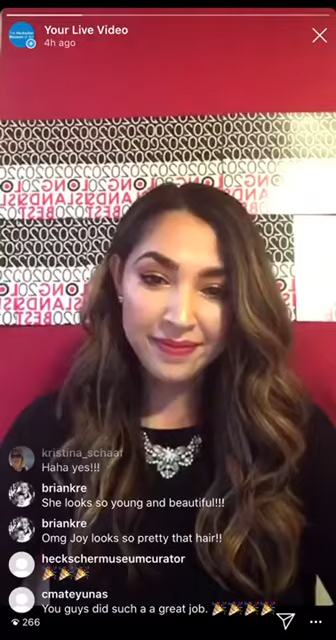 Your Live Video
4h ago
kristina_schaaf
Haha yes!!!
briankre
She looks so young and beautiful!!!
briankre
Omg Joy looks so pretty that hair!!
heckschermuseumcurator
🎉🎉🎉
cmateyunas
You guys did such a a great job. 🎉🎉🎉🎉
266